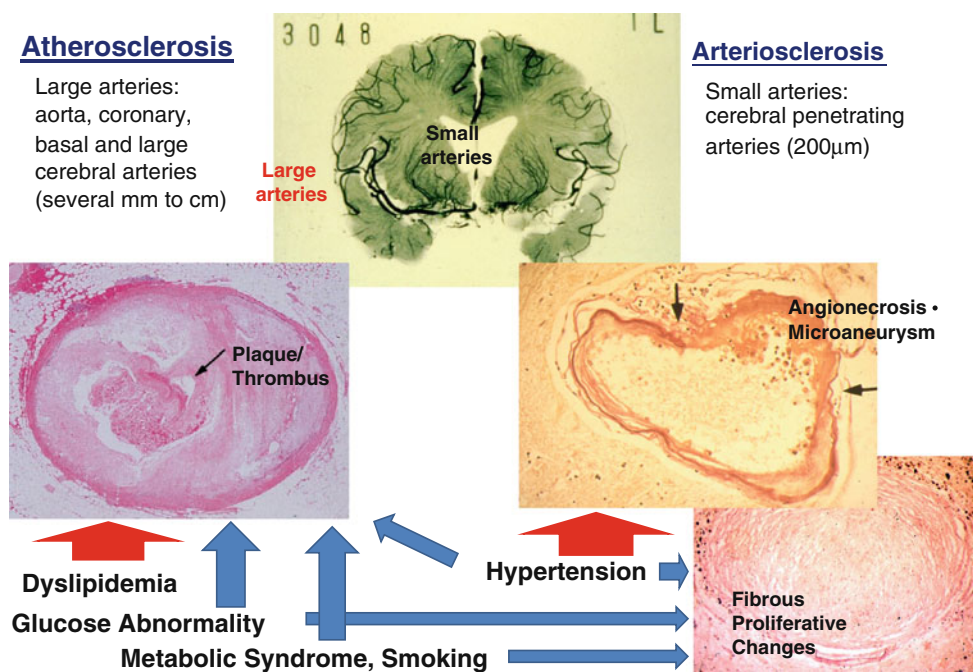 3048
1L
Atherosclerosis
Large arteries:
aorta, coronary,
basal and large
cerebral arteries
(several mm to cm)
Large
arteries
Small
arteries
Arteriosclerosis
Small arteries:
cerebral penetrating
arteries (200μm)
Plaque/
Thrombus
Angionecrosis •
Microaneurysm
Dyslipidemia
Glucose Abnormality
Metabolic Syndrome, Smoking
Hypertension
Fibrous
Proliferative
Changes